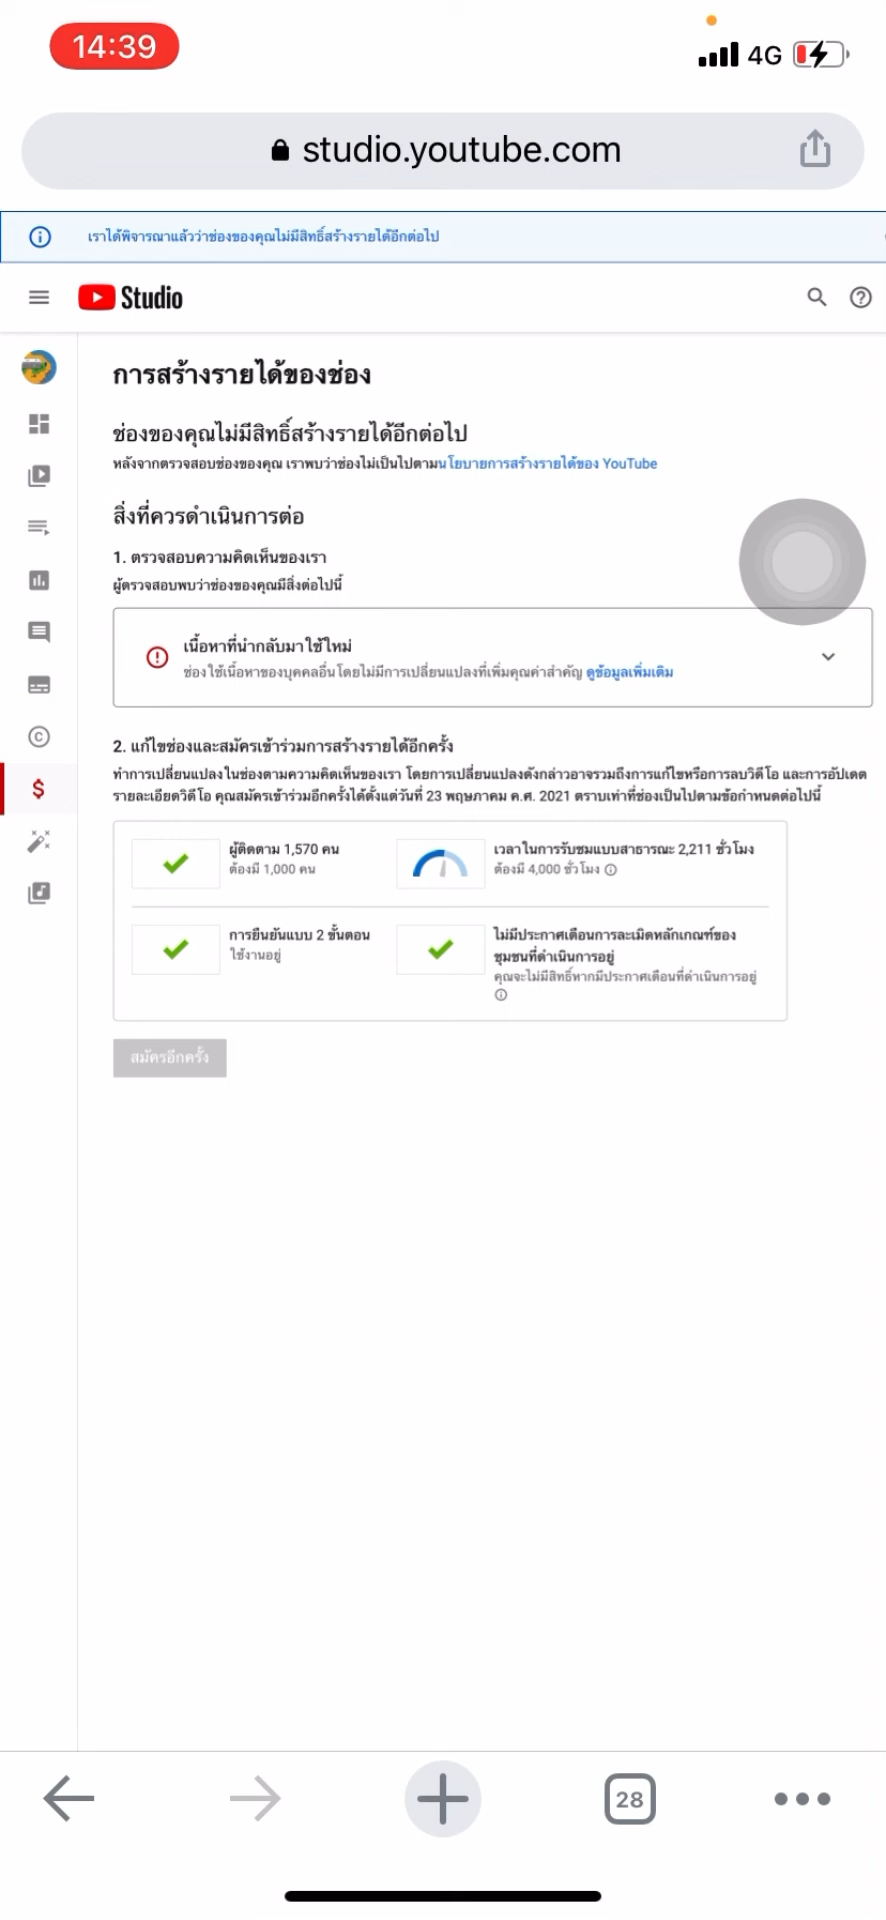 14:39
4G
studio.youtube.com
เราได้พิจารณาแล้วว่าช่องของคุณไม่มีสิทธิ์สร้างรายได้อีกต่อไป
Studio
การสร้างรายได้ของช่อง
ช่องของคุณไม่มีสิทธิ์สร้างรายได้อีกต่อไป
หลังจากตรวจสอบช่องของคุณ เราพบว่าช่องไม่เป็นไปตามนโยบายการสร้างรายได้ของ YouTube
สิ่งที่ควรดำเนินการต่อ
1. ตรวจสอบความคิดเห็นของเรา
ผู้ตรวจสอบพบว่าช่องของคุณมีสิ่งต่อไปนี้
เนื้อหาที่นำกลับมาใช้ใหม่
ช่องใช้เนื้อหาของบุคคลอื่นโดยไม่มีการเปลี่ยนแปลงที่เพิ่มคุณค่าสำคัญ ดูข้อมูลเพิ่มเติม
2. แก้ไขช่องและสมัครเข้าร่วมการสร้างรายได้อีกครั้ง
ทำการเปลี่ยนแปลงในช่องตามความคิดเห็นของเรา โดยการเปลี่ยนแปลงดังกล่าวอาจรวมถึงการแก้ไขหรือการลบวิดีโอ และการอัปเดต
รายละเอียดวิดีโอ คุณสมัครเข้าร่วมอีกครั้งได้ตั้งแต่วันที่ 23 พฤษภาคม ค.ศ. 2021 ตราบเท่าที่ช่องเป็นไปตามข้อกำหนดต่อไปนี้
ผู้ติดตาม 1,570 คน
ต้องมี 1,000 คน
เวลาในการรับชมแบบสาธารณะ 2,211 ชั่วโมง
ต้องมี 4,000 ชั่วโมง
การยืนยันแบบ 2 ขั้นตอน
ใช้งานอยู่
ไม่มีประกาศเตือนการละเมิดหลักเกณฑ์ของ
ชุมชนที่ดำเนินการอยู่
คุณจะไม่มีสิทธิ์หากมีประกาศเตือนที่ดำเนินการอยู่
สมัครอีกครั้ง
28